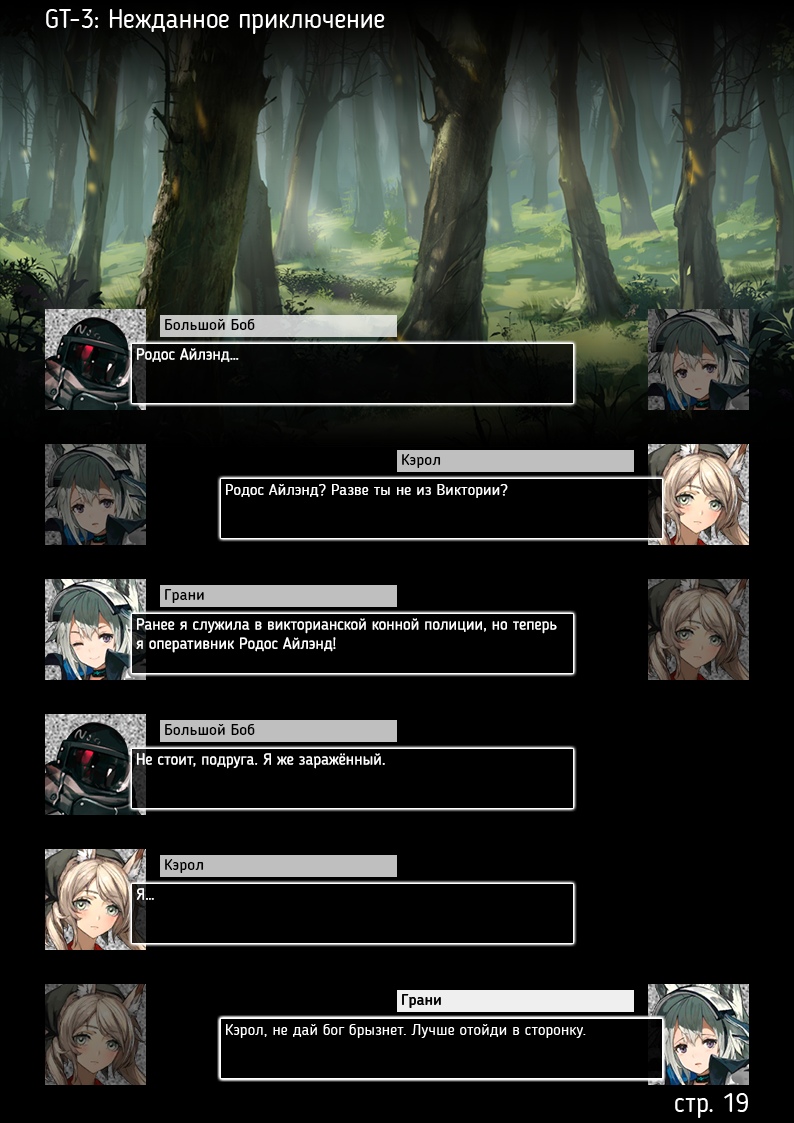 GT-3: Нежданное приключение
Большой Боб
Родос Айлэнд...
Кэрол
Родос Айлэнд? Разве ты не из Виктории?
Грани
Ранее я служила в викторианской конной полиции, но теперь
я оперативник Родос Айлэнд!
Большой Боб
Не стоит, подруга. Я же заражённый.
Кэрол
Я...
Грани
Кэрол, не дай бог брызнет. Лучше отойди в сторонку.
стр. 19